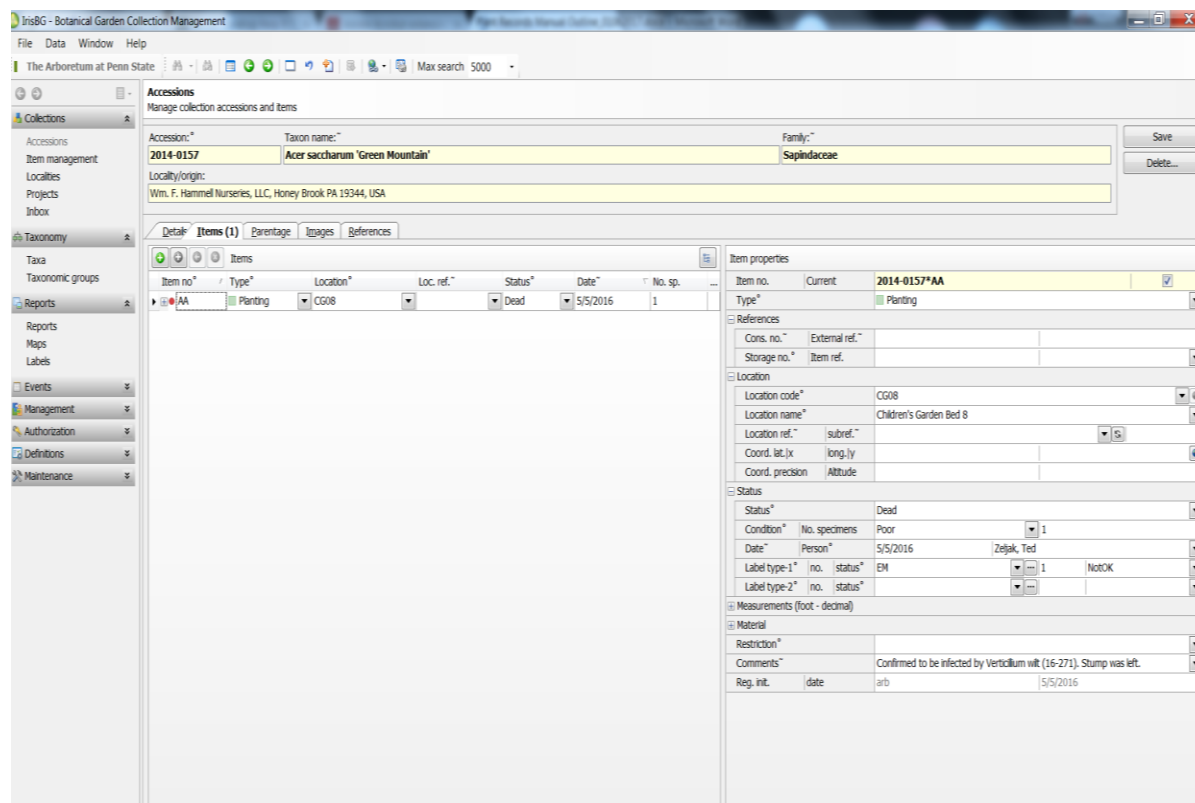 IrisBG - Botanical Garden Collection Management
File Data Window Help
The Arboretum at Penn State Max search 5000
Accessions
Manage collection accessions and items
Collections
Accessions
Item management
Localities
Projects
Inbox
Taxonomy
Taxa
Taxonomic groups
Reports
Reports
Maps
Labels
Events
Management
Authorization
Definitions
Maintenance
Accession:° Taxon name:~ Family:~
2014-0157 Acer saccharum 'Green Mountain' Sapindaceae
Locality/origin:
Wm. F. Hammel Nurseries, LLC, Honey Brook PA 19344, USA
Save
Delete...
Details Items (1) Parentage Images References
Items
Item no° Type° Location° Loc. ref.~ Status° Date~ No. sp. ...
AA Planting CG08 Dead 5/5/2016 1
Item properties
Item no. Current 2014-0157*AA
Type° Planting
References
Cons. no.~ External ref.~
Storage no.° Item ref.
Location
Location code° CG08
Location name° Children's Garden Bed 8
Location ref.~ subref.~
Coord. lat.|x long.|y
Coord. precision Altitude
Status
Status° Dead
Condition° No. specimens Poor 1
Date~ Person° 5/5/2016 Zeljak, Ted
Label type-1° no. status° EM 1 NotOK
Label type-2° no. status°
Measurements (foot - decimal)
Material
Restriction°
Comments~ Confirmed to be infected by Verticillium wilt (16-271). Stump was left.
Reg. init. date arb 5/5/2016